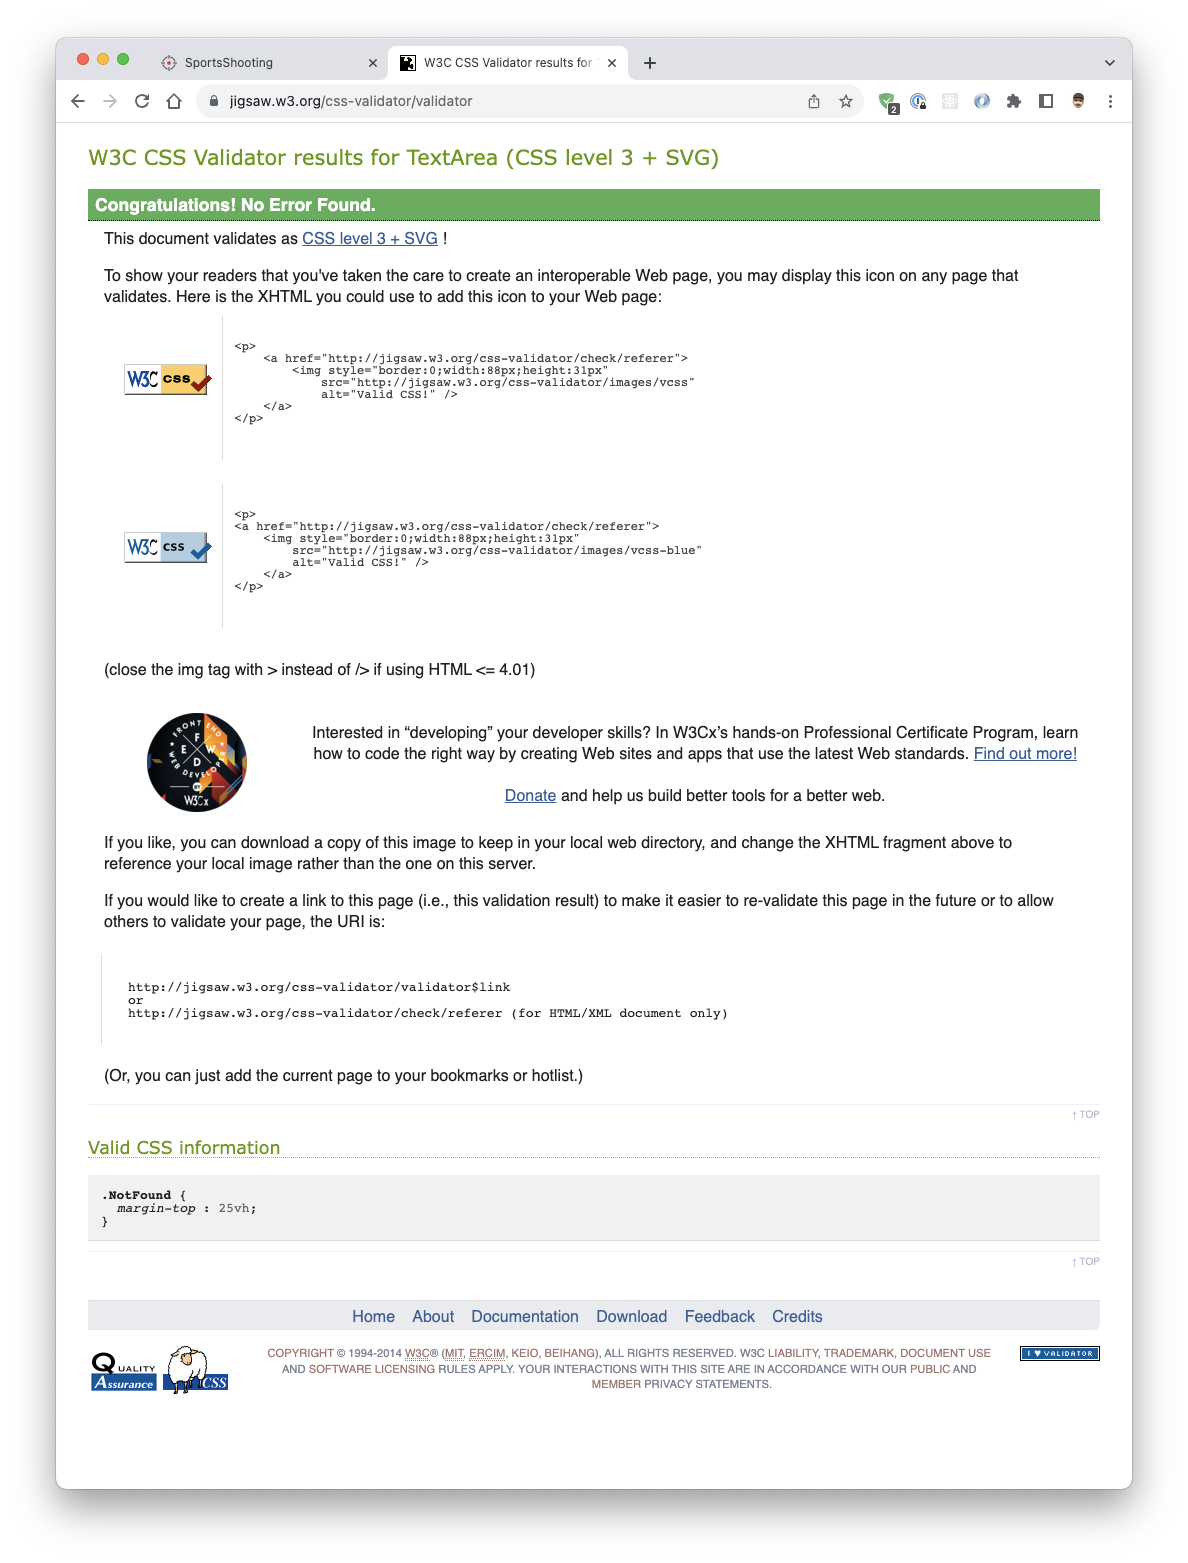 SportsShooting
W3C CSS Validator results for
jigsaw.w3.org/css-validator/validator
2
W3C CSS Validator results for TextArea (CSS level 3 + SVG)
Congratulations! No Error Found.
This document validates as CSS level 3 + SVG !
To show your readers that you've taken the care to create an interoperable Web page, you may display this icon on any page that
validates. Here is the XHTML you could use to add this icon to your Web page:
W3C css
<p>
<a href="http://jigsaw.w3.org/css-validator/check/referer">
<img style="border:0;width:88px;height:31px"
src="http://jigsaw.w3.org/css-validator/images/vcss"
alt="Valid CSS!" />
</a>
</p>
W3C css
<p>
<a href="http://jigsaw.w3.org/css-validator/check/referer">
<img style="border:0;width:88px;height:31px"
src="http://jigsaw.w3.org/css-validator/images/vcss-blue"
alt="Valid CSS!" />
</a>
</p>
(close the img tag with > instead of /> if using HTML <= 4.01)
FRONT END
E F W D
WEB DEVELOPER
BY
W3Cx
Interested in “developing” your developer skills? In W3Cx’s hands-on Professional Certificate Program, learn
how to code the right way by creating Web sites and apps that use the latest Web standards. Find out more!
Donate and help us build better tools for a better web.
If you like, you can download a copy of this image to keep in your local web directory, and change the XHTML fragment above to
reference your local image rather than the one on this server.
If you would like to create a link to this page (i.e., this validation result) to make it easier to re-validate this page in the future or to allow
others to validate your page, the URI is:
http://jigsaw.w3.org/css-validator/validator$link
or
http://jigsaw.w3.org/css-validator/check/referer (for HTML/XML document only)
(Or, you can just add the current page to your bookmarks or hotlist.)
↑ TOP
Valid CSS information
.NotFound {
margin-top : 25vh;
}
↑ TOP
Home About Documentation Download Feedback Credits
QUALITY
Assurance
CSS
COPYRIGHT © 1994-2014 W3C® (MIT, ERCIM, KEIO, BEIHANG), ALL RIGHTS RESERVED. W3C LIABILITY, TRADEMARK, DOCUMENT USE
AND SOFTWARE LICENSING RULES APPLY. YOUR INTERACTIONS WITH THIS SITE ARE IN ACCORDANCE WITH OUR PUBLIC AND
MEMBER PRIVACY STATEMENTS.
I ♥ VALIDATOR